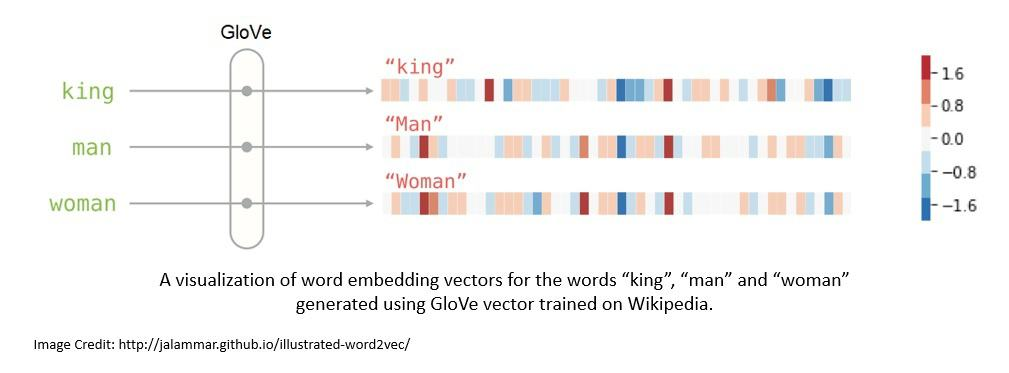 GloVe
king
man
woman
“king”
“Man”
“Woman”
1.6
0.8
0.0
−0.8
−1.6
A visualization of word embedding vectors for the words “king”, “man” and “woman”
generated using GloVe vector trained on Wikipedia.
Image Credit: http://jalammar.github.io/illustrated-word2vec/